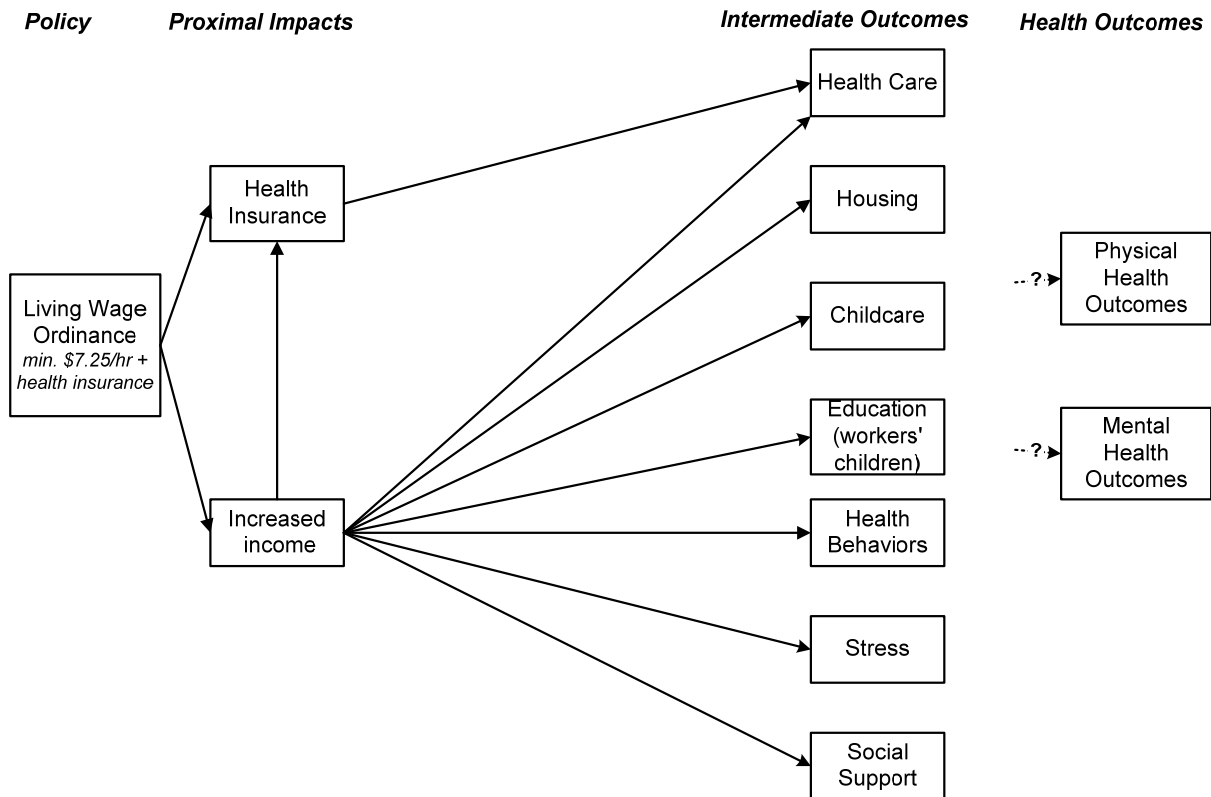 Policy
Proximal Impacts
Intermediate Outcomes
Health Outcomes
Living Wage
Ordinance
min. $7.25/hr +
health insurance
Health
Insurance
Increased
income
Health Care
Housing
Childcare
Education
(workers'
children)
Health
Behaviors
Stress
Social
Support
?
Physical
Health
Outcomes
?
Mental
Health
Outcomes